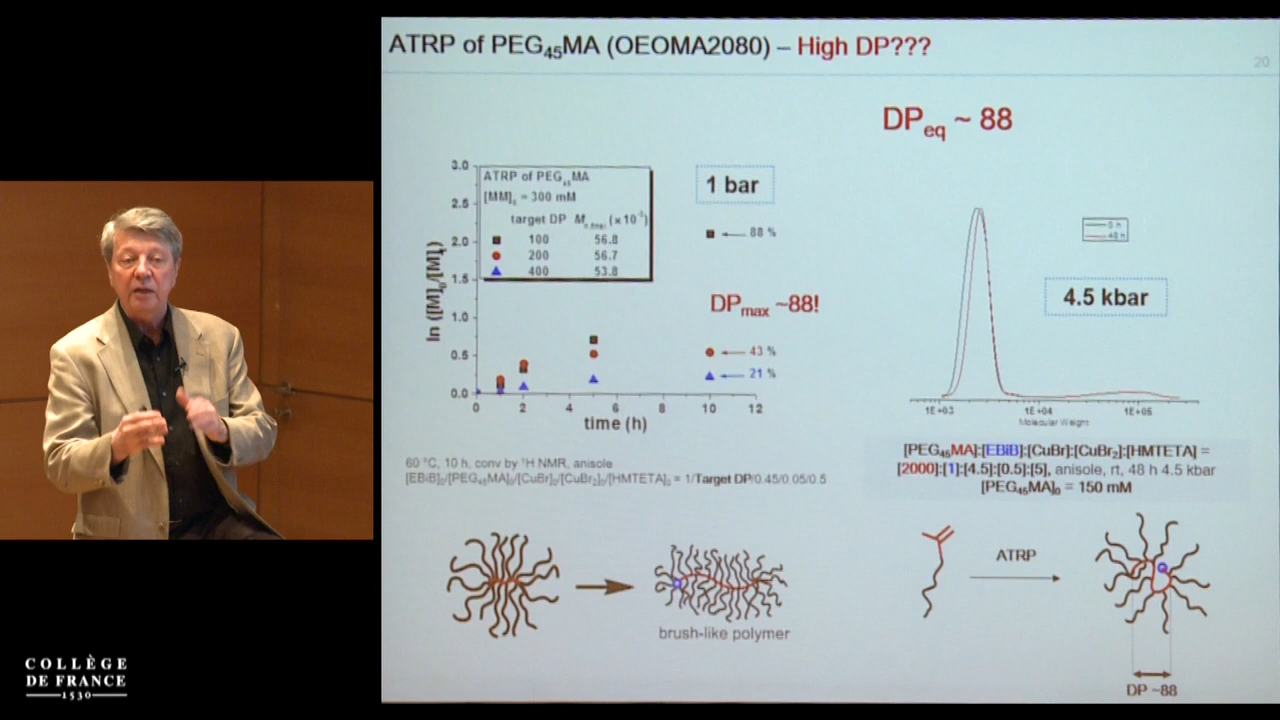 ATRP of PEG45MA (OEOMA2080) – High DP???
20
DPeq ~ 88
3.0
2.5
2.0
1.5
1.0
0.5
0.0
ln ([M]0/[M])
0 2 4 6 8 10 12
time (h)
ATRP of PEG45MA
[MM]0 = 300 mM
target DP Mn,final (x10-3)
100 56.8
200 56.7
400 53.8
1 bar
88 %
DPmax ~88!
43 %
21 %
60 °C, 10 h, conv by 1H NMR, anisole
[EBiB]0/[PEG45MA]0/[CuBr]0/[CuBr2]0/[HMTETA]0 = 1/Target DP/0.45/0.05/0.5
brush-like polymer
0 h
48 h
4.5 kbar
1E+03 1E+04 1E+05
Molecular Weight
[PEG45MA]:[EBiB]:[CuBr]:[CuBr2]:[HMTETA] =
[2000]:[1]:[4.5]:[0.5]:[5], anisole, rt, 48 h 4.5 kbar
[PEG45MA]0 = 150 mM
ATRP
DP ~88
COLLÈGE
DE FRANCE
1530